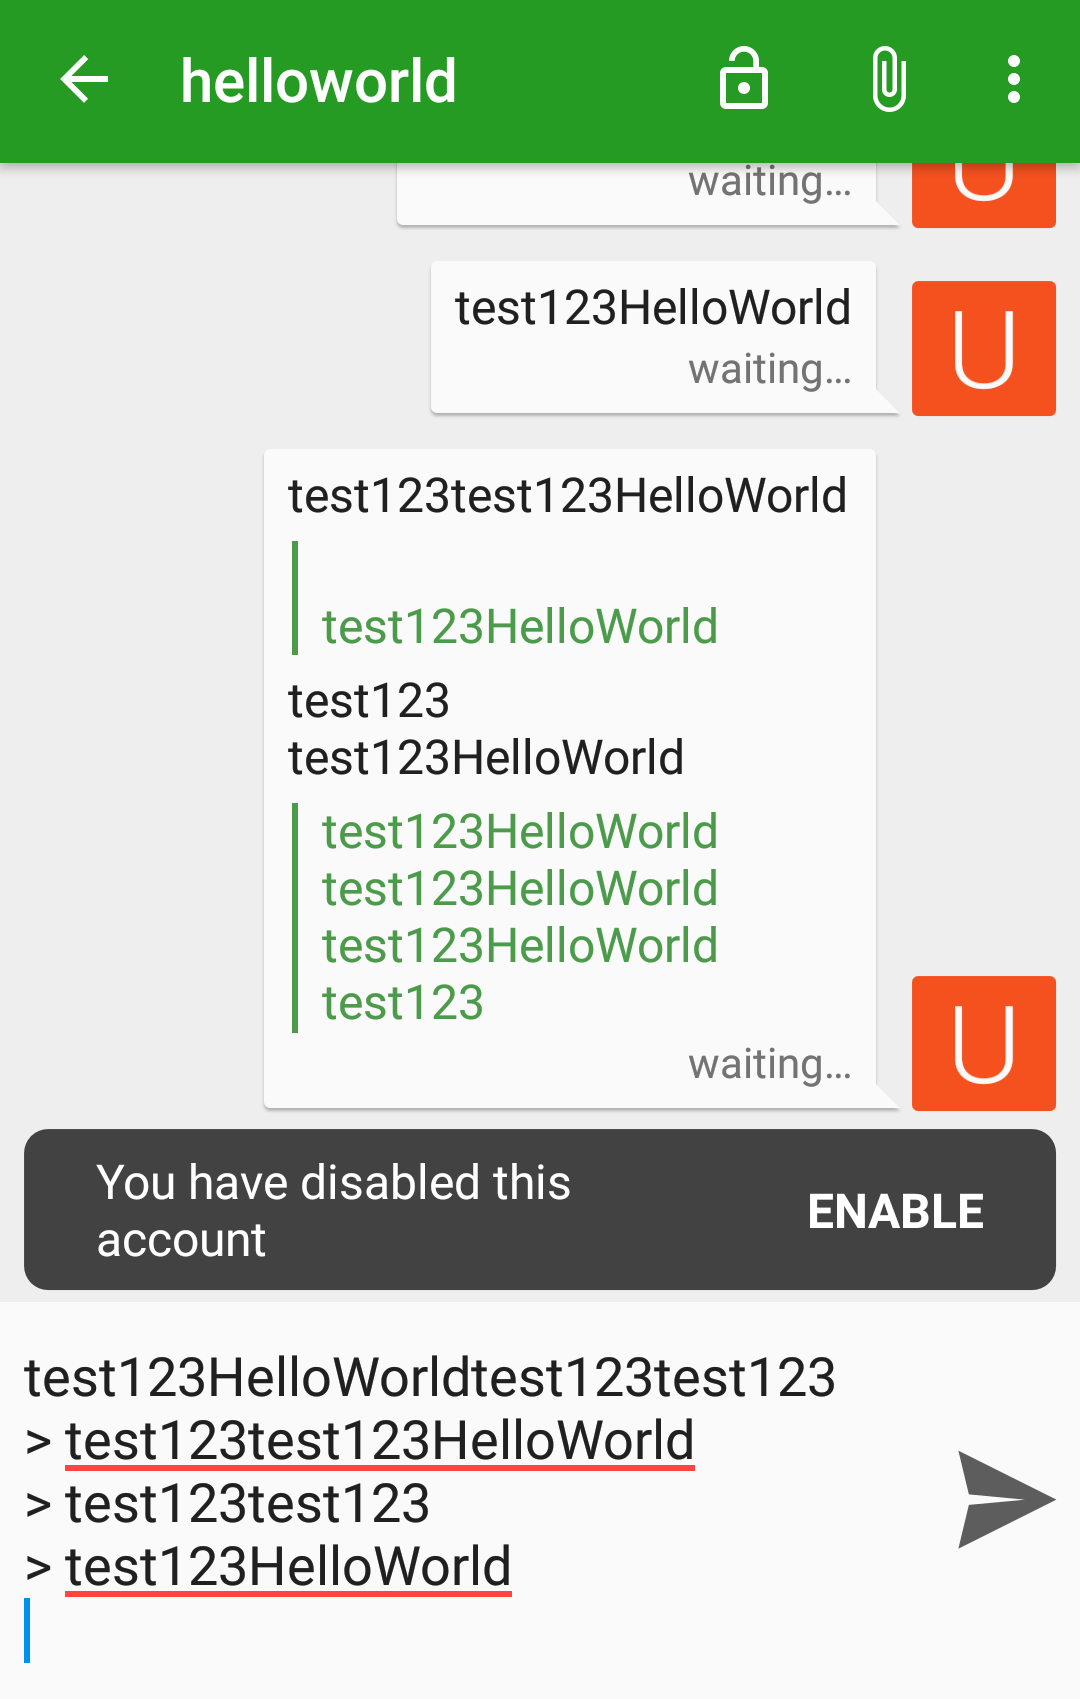 helloworld
waiting...
U
test123HelloWorld
waiting...
U
test123test123HelloWorld
test123HelloWorld
test123
test123HelloWorld
test123HelloWorld
test123HelloWorld
test123HelloWorld
test123
waiting...
U
You have disabled this
account
ENABLE
test123HelloWorldtest123test123
> test123test123HelloWorld
> test123test123
> test123HelloWorld